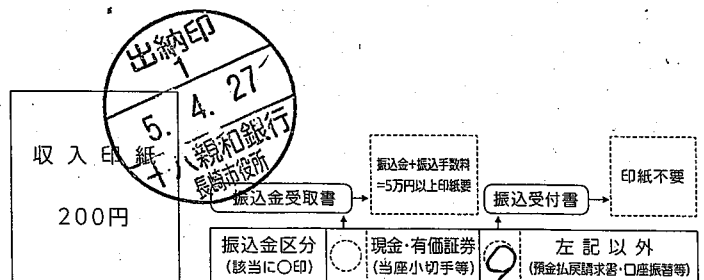 出納印
1
5. 4. 27
十八親和銀行
長崎市役所
収入印紙
200円
振込金受取書
振込金+振込手数料
=5万円以上印紙要
振込受付書
印紙不要
振込金区分
(該当に○印)
現金・有価証券
(当座小切手等)
左記以外
(預金払戻請求書・口座振替等)